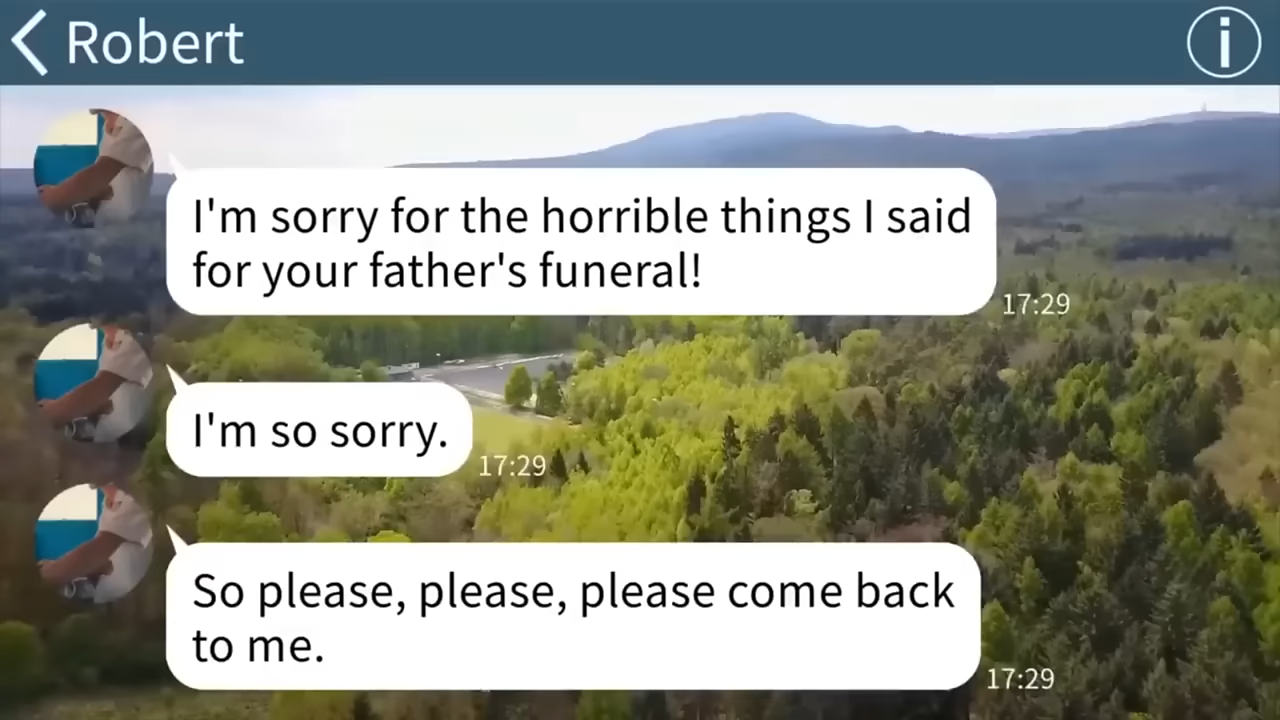 Robert
I'm sorry for the horrible things I said
for your father's funeral!
17:29
I'm so sorry.
17:29
So please, please, please come back
to me.
17:29